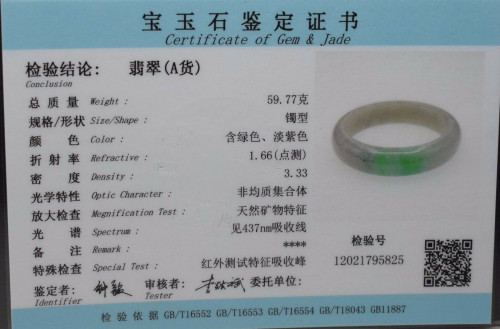 宝玉石鉴定证书
Certificate of Gem & Jade
检验结论: 翡翠(A货)
Conclusion
总质量 Weight: 59.77克
规格/形状 Size/Shape: 镯型
颜色 Color: 含绿色、淡紫色
折射率 Refractive: 1.66(点测)
密度 Density: 3.33
光学特征 Optic Character: 非均质集合体
放大检查 Megnification Test: 天然矿物特征
光谱 Spectrum: 见437nm吸收线
备注 Remark: ****
特殊检查 Special Test: 红外测试特征吸收峰
检验号
12021795825
鉴定者: 审核者: 委托单位:
Identifier Tester
检验依据 GB/T16552 GB/T16553 GB/T16554 GB/T18043 GB11887